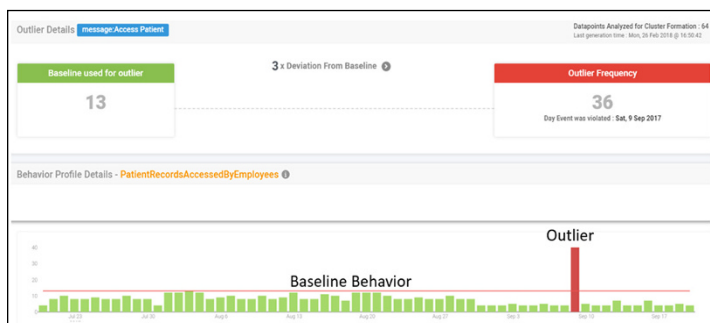 Outlier Details message:Access Patient
Datapoints Analyzed for Cluster Formation : 64
Last generation time : Mon, 26 Feb 2018 @ 16:50:42
Baseline used for outlier
13
3 x Deviation From Baseline
Outlier Frequency
36
Day Event was violated : Sat, 9 Sep 2017
Behavior Profile Details - PatientRecordsAccessedByEmployees
Outlier
Baseline Behavior
40
30
20
10
0
Jul 23
Jul 30
Aug 6
Aug 13
Aug 20
Aug 27
Sep 3
Sep 10
Sep 17